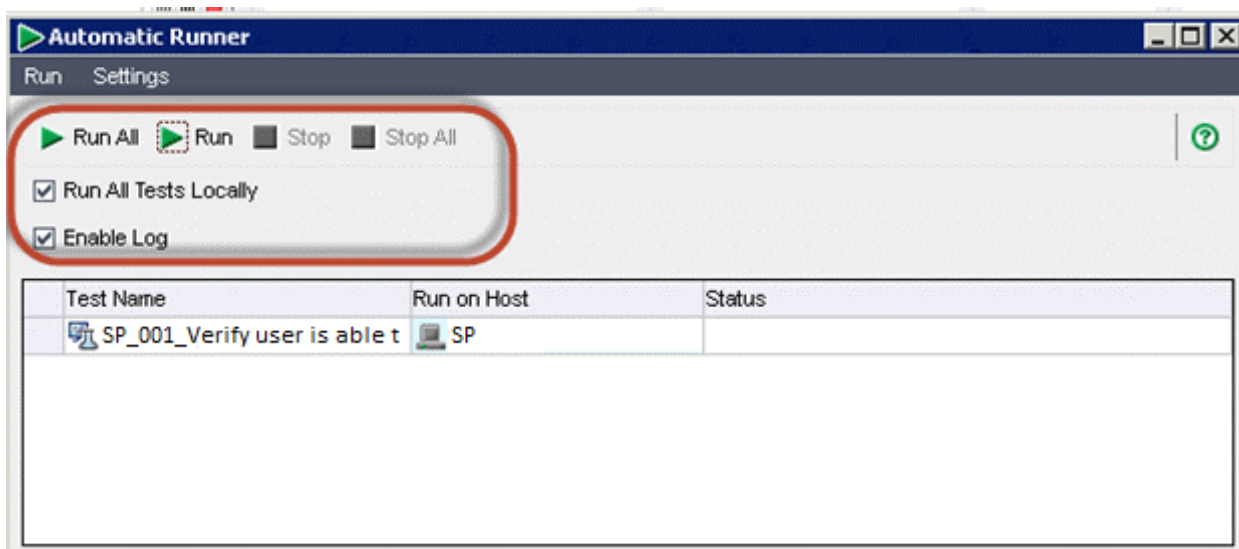 Automatic Runner
Run Settings
Run All Run Stop Stop All
Run All Tests Locally
Enable Log
Test Name Run on Host Status
SP_001_Verify user is able t SP